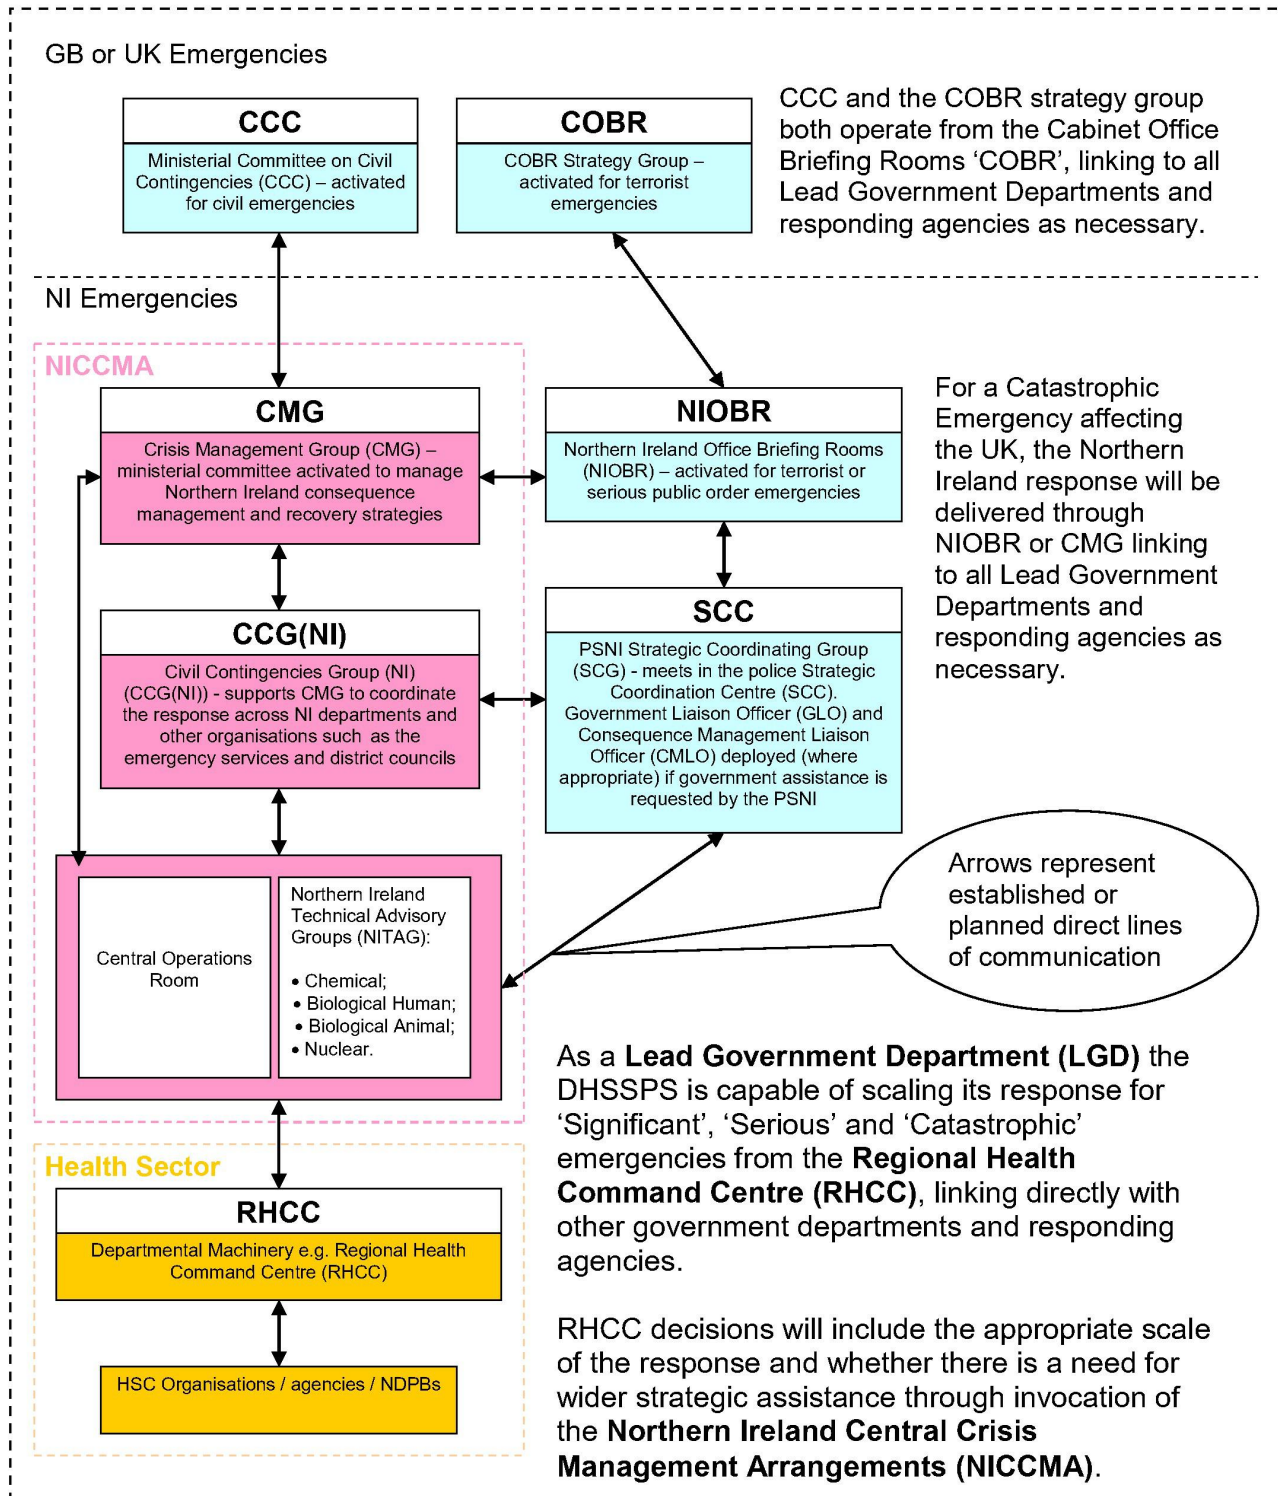 GB or UK Emergencies
CCC
Ministerial Committee on Civil
Contingencies (CCC) – activated
for civil emergencies
COBR
COBR Strategy Group –
activated for terrorist
emergencies
CCC and the COBR strategy group
both operate from the Cabinet Office
Briefing Rooms ‘COBR’, linking to all
Lead Government Departments and
responding agencies as necessary.
NI Emergencies
NICCMA
CMG
Crisis Management Group (CMG) –
ministerial committee activated to manage
Northern Ireland consequence
management and recovery strategies
NIOBR
Northern Ireland Office Briefing Rooms
(NIOBR) – activated for terrorist or
serious public order emergencies
For a Catastrophic
Emergency affecting
the UK, the Northern
Ireland response will be
delivered through
NIOBR or CMG linking
to all Lead Government
Departments and
responding agencies as
necessary.
CCG(NI)
Civil Contingencies Group (NI)
(CCG(NI)) - supports CMG to coordinate
the response across NI departments and
other organisations such as the
emergency services and district councils
SCC
PSNI Strategic Coordinating Group
(SCG) - meets in the police Strategic
Coordination Centre (SCC).
Government Liaison Officer (GLO) and
Consequence Management Liaison
Officer (CMLO) deployed (where
appropriate) if government assistance is
requested by the PSNI
Central Operations
Room
Northern Ireland
Technical Advisory
Groups (NITAG):
• Chemical;
• Biological Human;
• Biological Animal;
• Nuclear.
Arrows represent
established or
planned direct lines
of communication
As a Lead Government Department (LGD) the
DHSSPS is capable of scaling its response for
‘Significant’, ‘Serious’ and ‘Catastrophic’
emergencies from the Regional Health
Command Centre (RHCC), linking directly with
other government departments and responding
agencies.
Health Sector
RHCC
Departmental Machinery e.g. Regional Health
Command Centre (RHCC)
HSC Organisations / agencies / NDPBs
RHCC decisions will include the appropriate scale
of the response and whether there is a need for
wider strategic assistance through invocation of
the Northern Ireland Central Crisis
Management Arrangements (NICCMA).